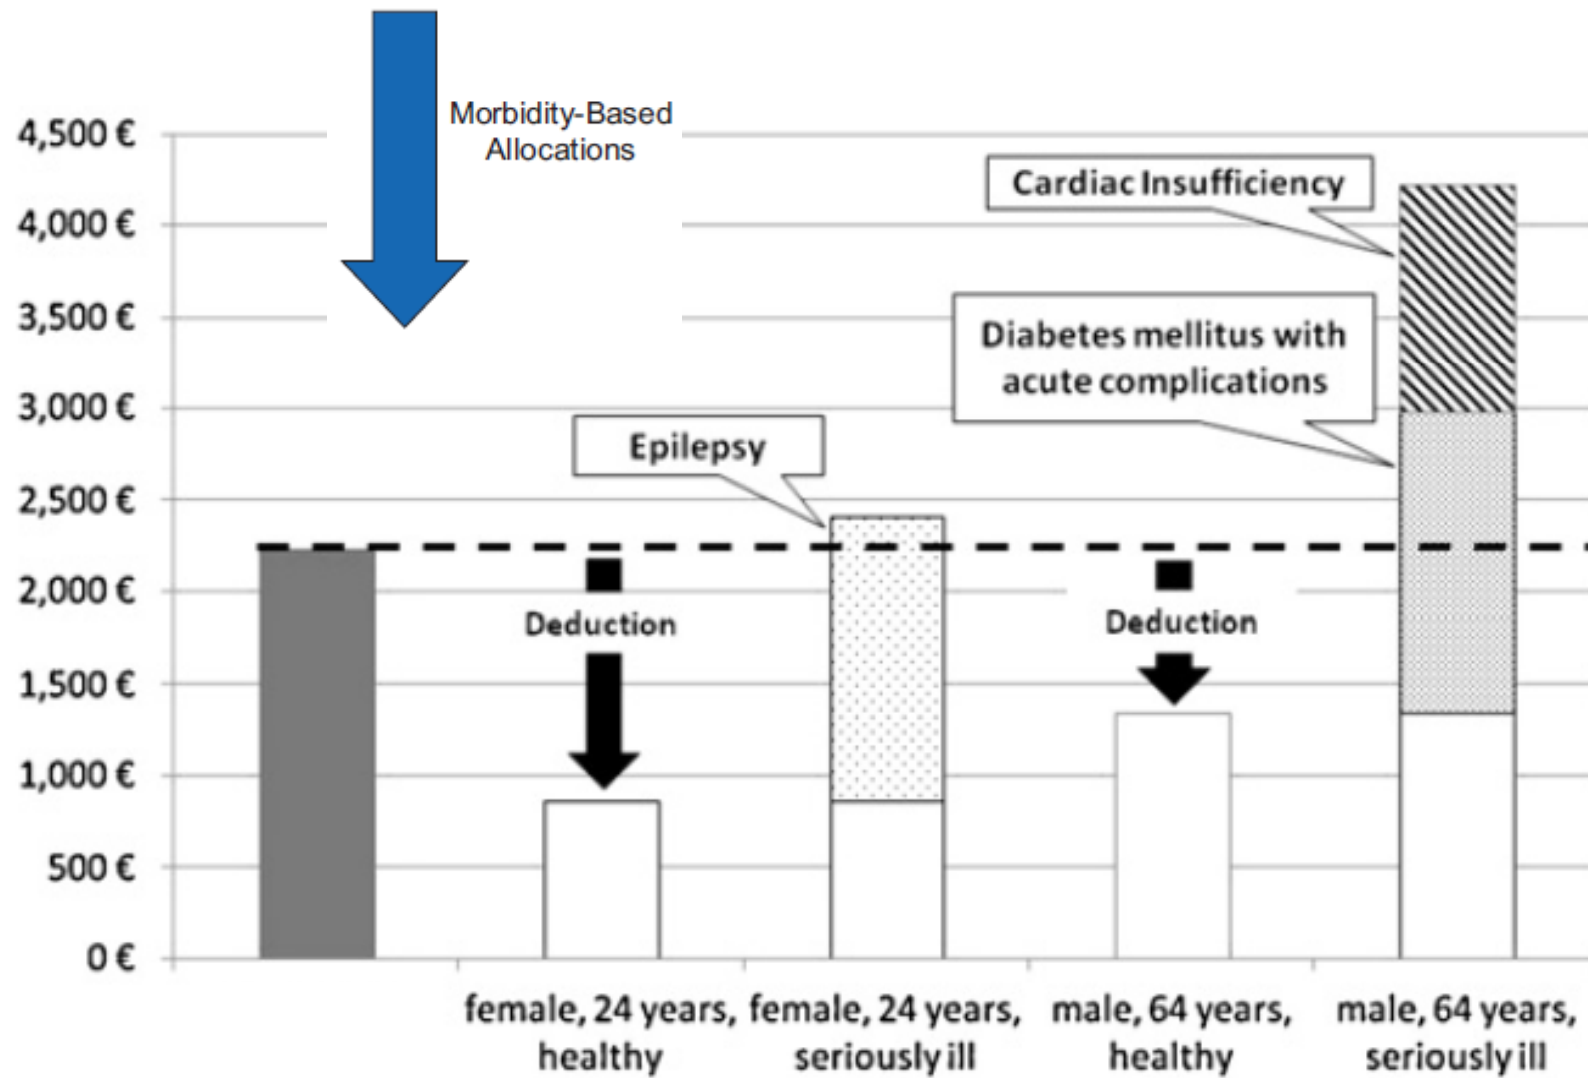 Morbidity-Based
Allocations
4,500 €
4,000 €
3,500 €
3,000 €
2,500 €
2,000 €
1,500 €
1,000 €
500 €
0 €
Cardiac Insufficiency
Diabetes mellitus with
acute complications
Epilepsy
Deduction
Deduction
female, 24 years,
healthy
female, 24 years,
seriously ill
male, 64 years,
healthy
male, 64 years,
seriously ill